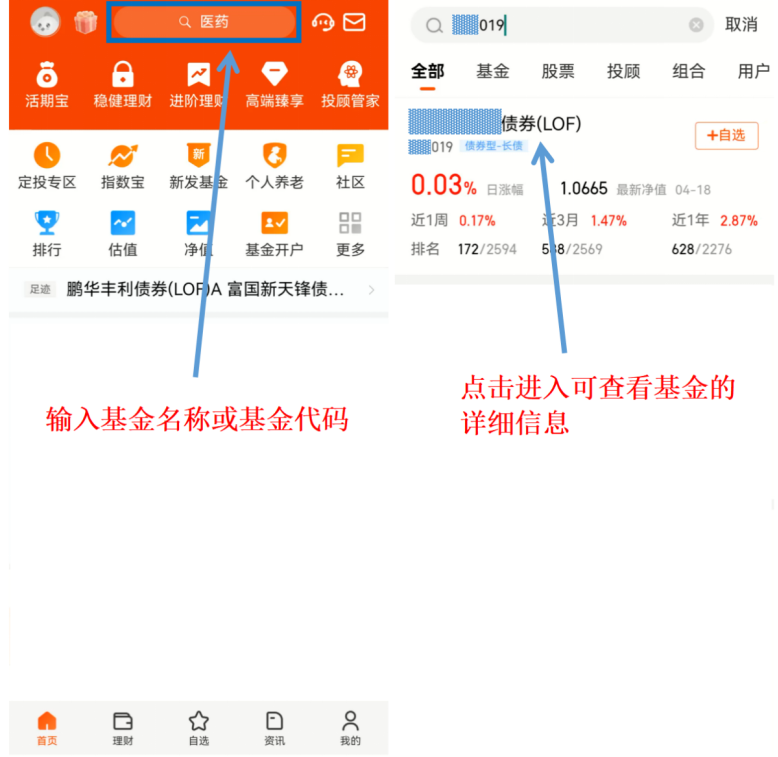 医药
活期宝 稳健理财 进阶理财 高端臻享 投顾管家
新
定投专区 指数宝 新发基金 个人养老 社区
排行 估值 净值 基金开户 更多
足迹 鹏华丰利债券(LOF)A 富国新天锋债...
输入基金名称或基金代码
首页 理财 自选 资讯 我的
019 取消
全部 基金 股票 投顾 组合 用户
债券(LOF)
019 债券型-长债
+自选
0.03% 日涨幅 1.0665 最新净值 04-18
近1周 0.17% 近3月 1.47% 近1年 2.87%
排名 172/2594 588/2569 628/2276
点击进入可查看基金的
详细信息